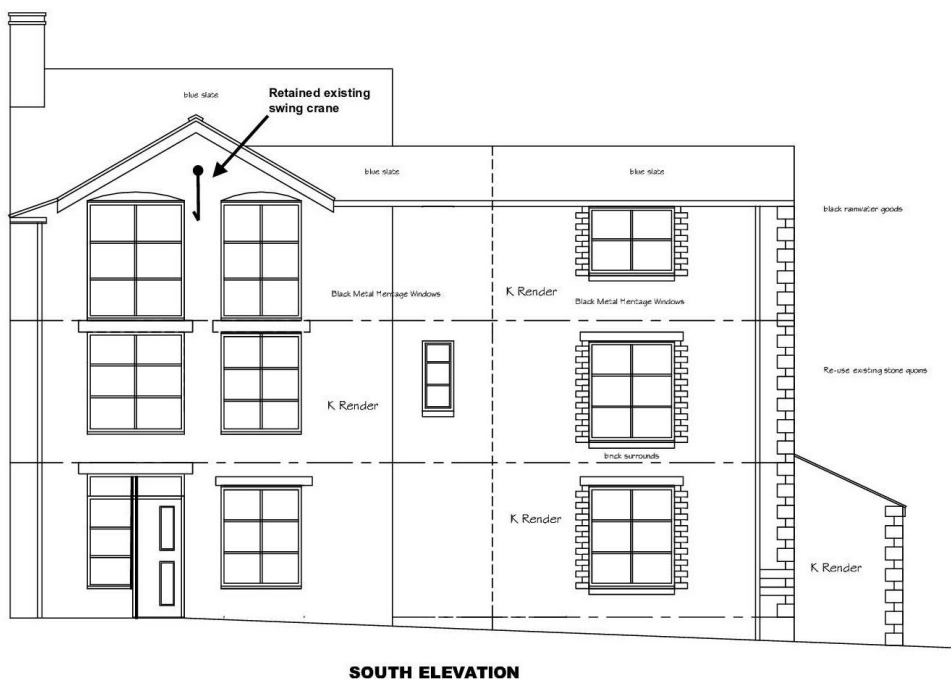 blue slate
Retained existing
swing crane
blue slate
blue slate
black rainwater goods
K Render
Black Metal Heritage Windows
Black Metal Heritage Windows
Re-use existing stone quoins
K Render
brick surrounds
K Render
K Render
SOUTH ELEVATION